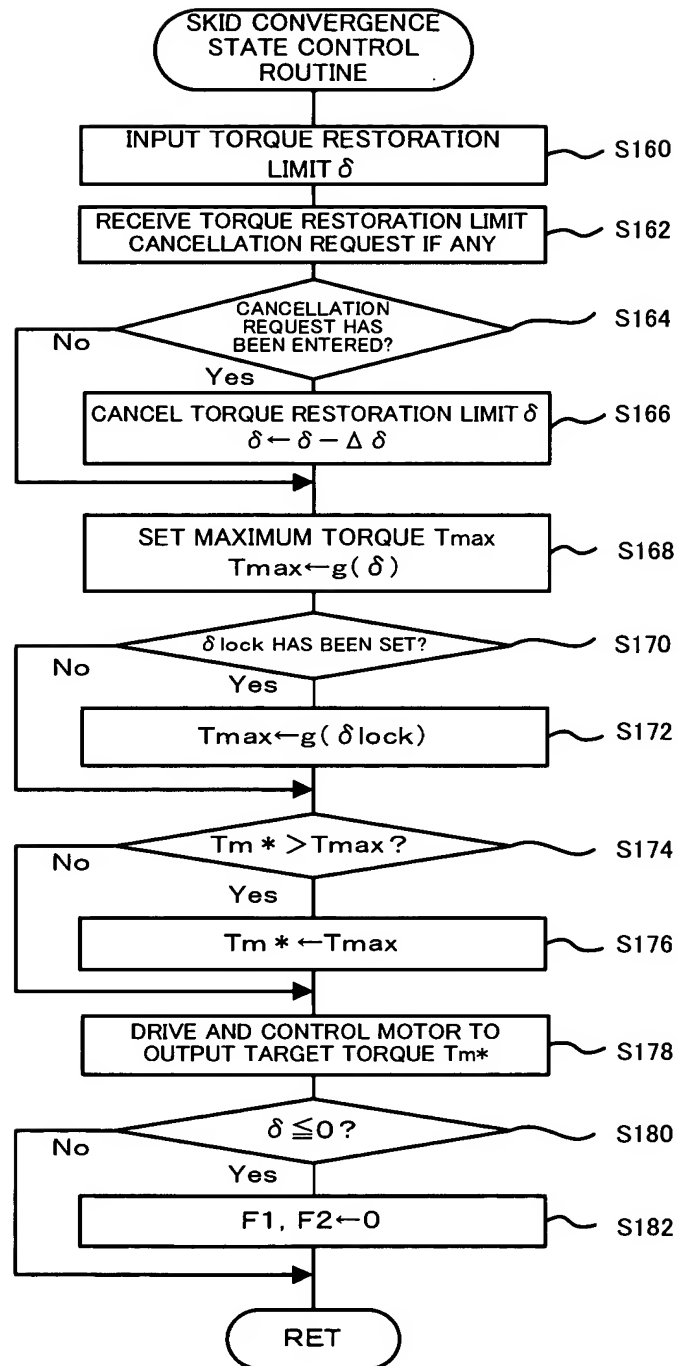 SKID CONVERGENCE
STATE CONTROL
ROUTINE
INPUT TORQUE RESTORATION
LIMIT δ
S160
RECEIVE TORQUE RESTORATION LIMIT
CANCELLATION REQUEST IF ANY
S162
CANCELLATION
REQUEST HAS
BEEN ENTERED?
S164
No
Yes
CANCEL TORQUE RESTORATION LIMIT δ
δ←δ−Δδ
S166
SET MAXIMUM TORQUE Tmax
Tmax←g(δ)
S168
δlock HAS BEEN SET?
S170
No
Yes
Tmax←g(δlock)
S172
Tm*>Tmax?
S174
No
Yes
Tm*←Tmax
S176
DRIVE AND CONTROL MOTOR TO
OUTPUT TARGET TORQUE Tm*
S178
δ≦0?
S180
No
Yes
F1, F2←0
S182
RET